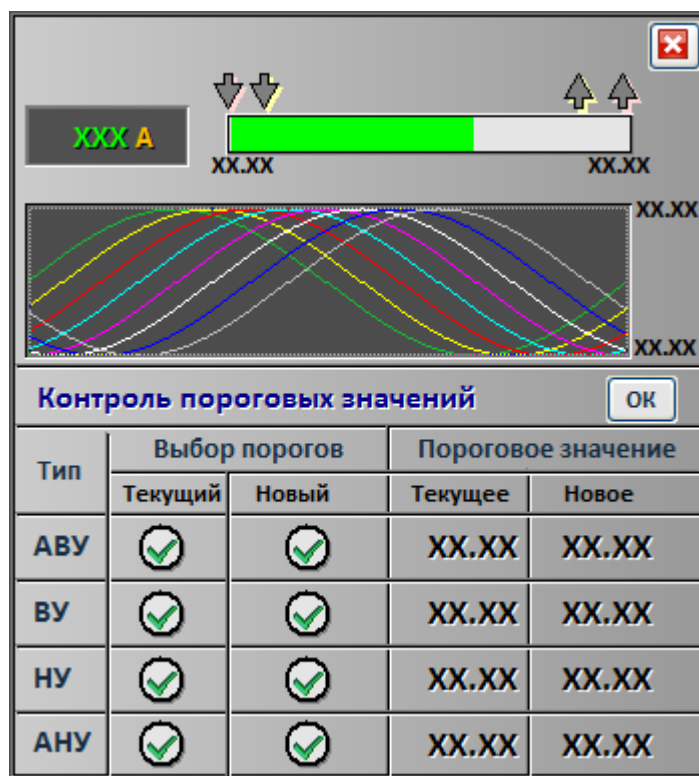 XXX A
XX.XX XX.XX
XX.XX
XX.XX
Контроль пороговых значений OK
Тип Выбор порогов Пороговое значение
Текущий Новый Текущее Новое
АВУ XX.XX XX.XX
ВУ XX.XX XX.XX
НУ XX.XX XX.XX
АНУ XX.XX XX.XX